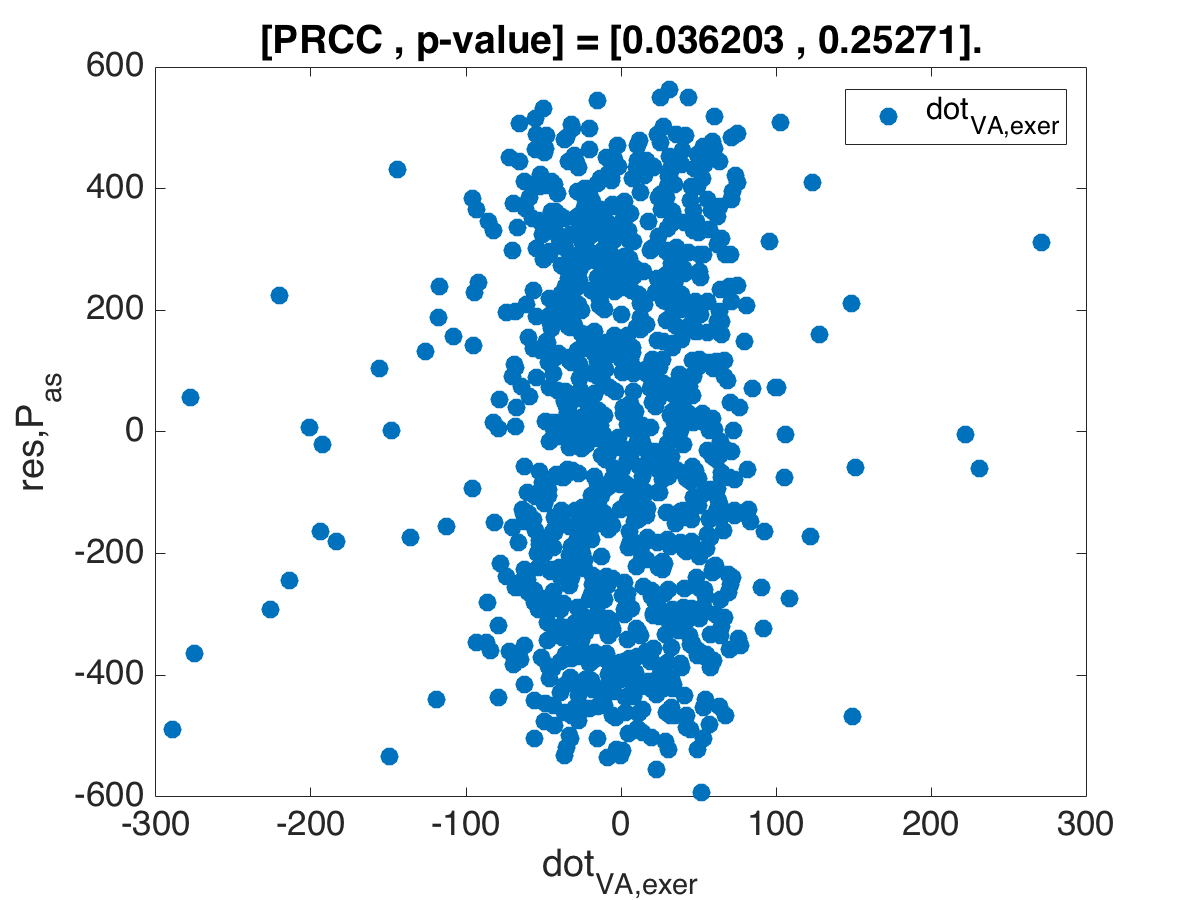 [PRCC , p-value] = [0.036203 , 0.25271].
600
400
200
0
-200
-400
-600
res,P_as
dot_VA,exer
-300 -200 -100 0 100 200 300
dot_VA,exer